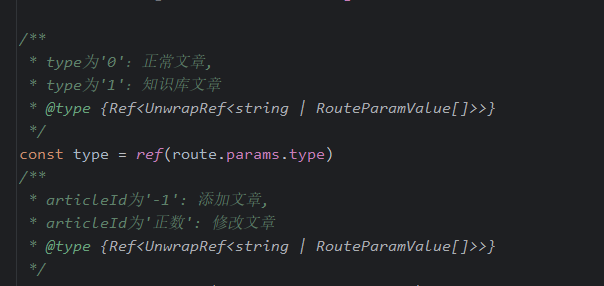 /**
 * type为'0': 正常文章,
 * type为'1': 知识库文章
 * @type {Ref<UnwrapRef<string | RouteParamValue[]>>}
 */
const type = ref(route.params.type)
/**
 * articleId为'-1': 添加文章,
 * articleId为'正数': 修改文章
 * @type {Ref<UnwrapRef<string | RouteParamValue[]>>}
 */